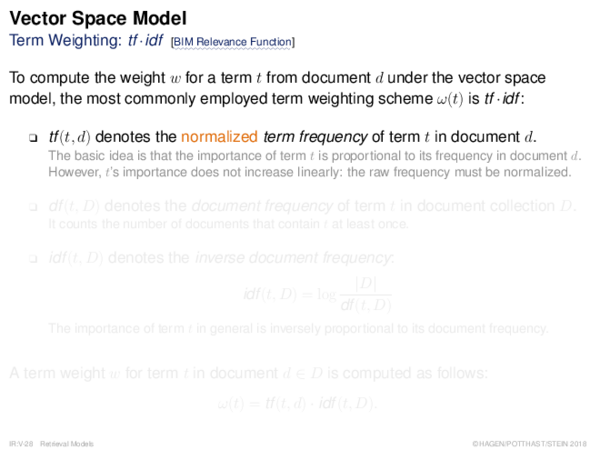 Vector Space Model
Term Weighting: tf·idf [BIM Relevance Function]
To compute the weight w for a term t from document d under the vector space
model, the most commonly employed term weighting scheme ω(t) is tf·idf:
❑ tf(t, d) denotes the normalized term frequency of term t in document d.
The basic idea is that the importance of term t is proportional to its frequency in document d.
However, t's importance does not increase linearly: the raw frequency must be normalized.
❑ df(t, D) denotes the document frequency of term t in document collection D.
It counts the number of documents that contain t at least once.
❑ idf(t, D) denotes the inverse document frequency:
idf(t, D) = log |D| / df(t, D)
The importance of term t in general is inversely proportional to its document frequency.
A term weight w for term t in document d ∈ D is computed as follows:
ω(t) = tf(t, d) · idf(t, D).
IR:V-28 Retrieval Models ©HAGEN/POTTHAST/STEIN 2018